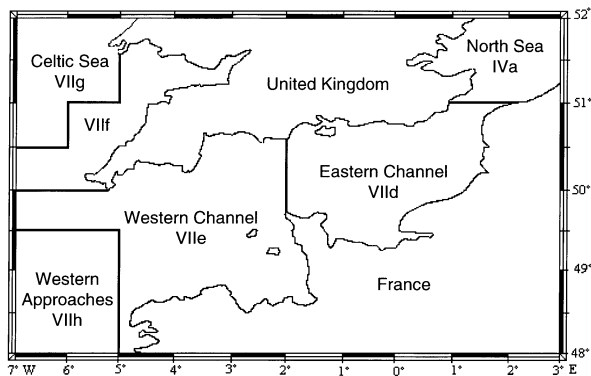 52°
Celtic Sea
VIIg
North Sea
IVa
United Kingdom
51°
VIIf
Eastern Channel
VIId
50°
Western Channel
VIIe
49°
Western
Approaches
VIIh
France
48°
7° W 6° 5° 4° 3° 2° 1° 0° 1° 2° 3° E